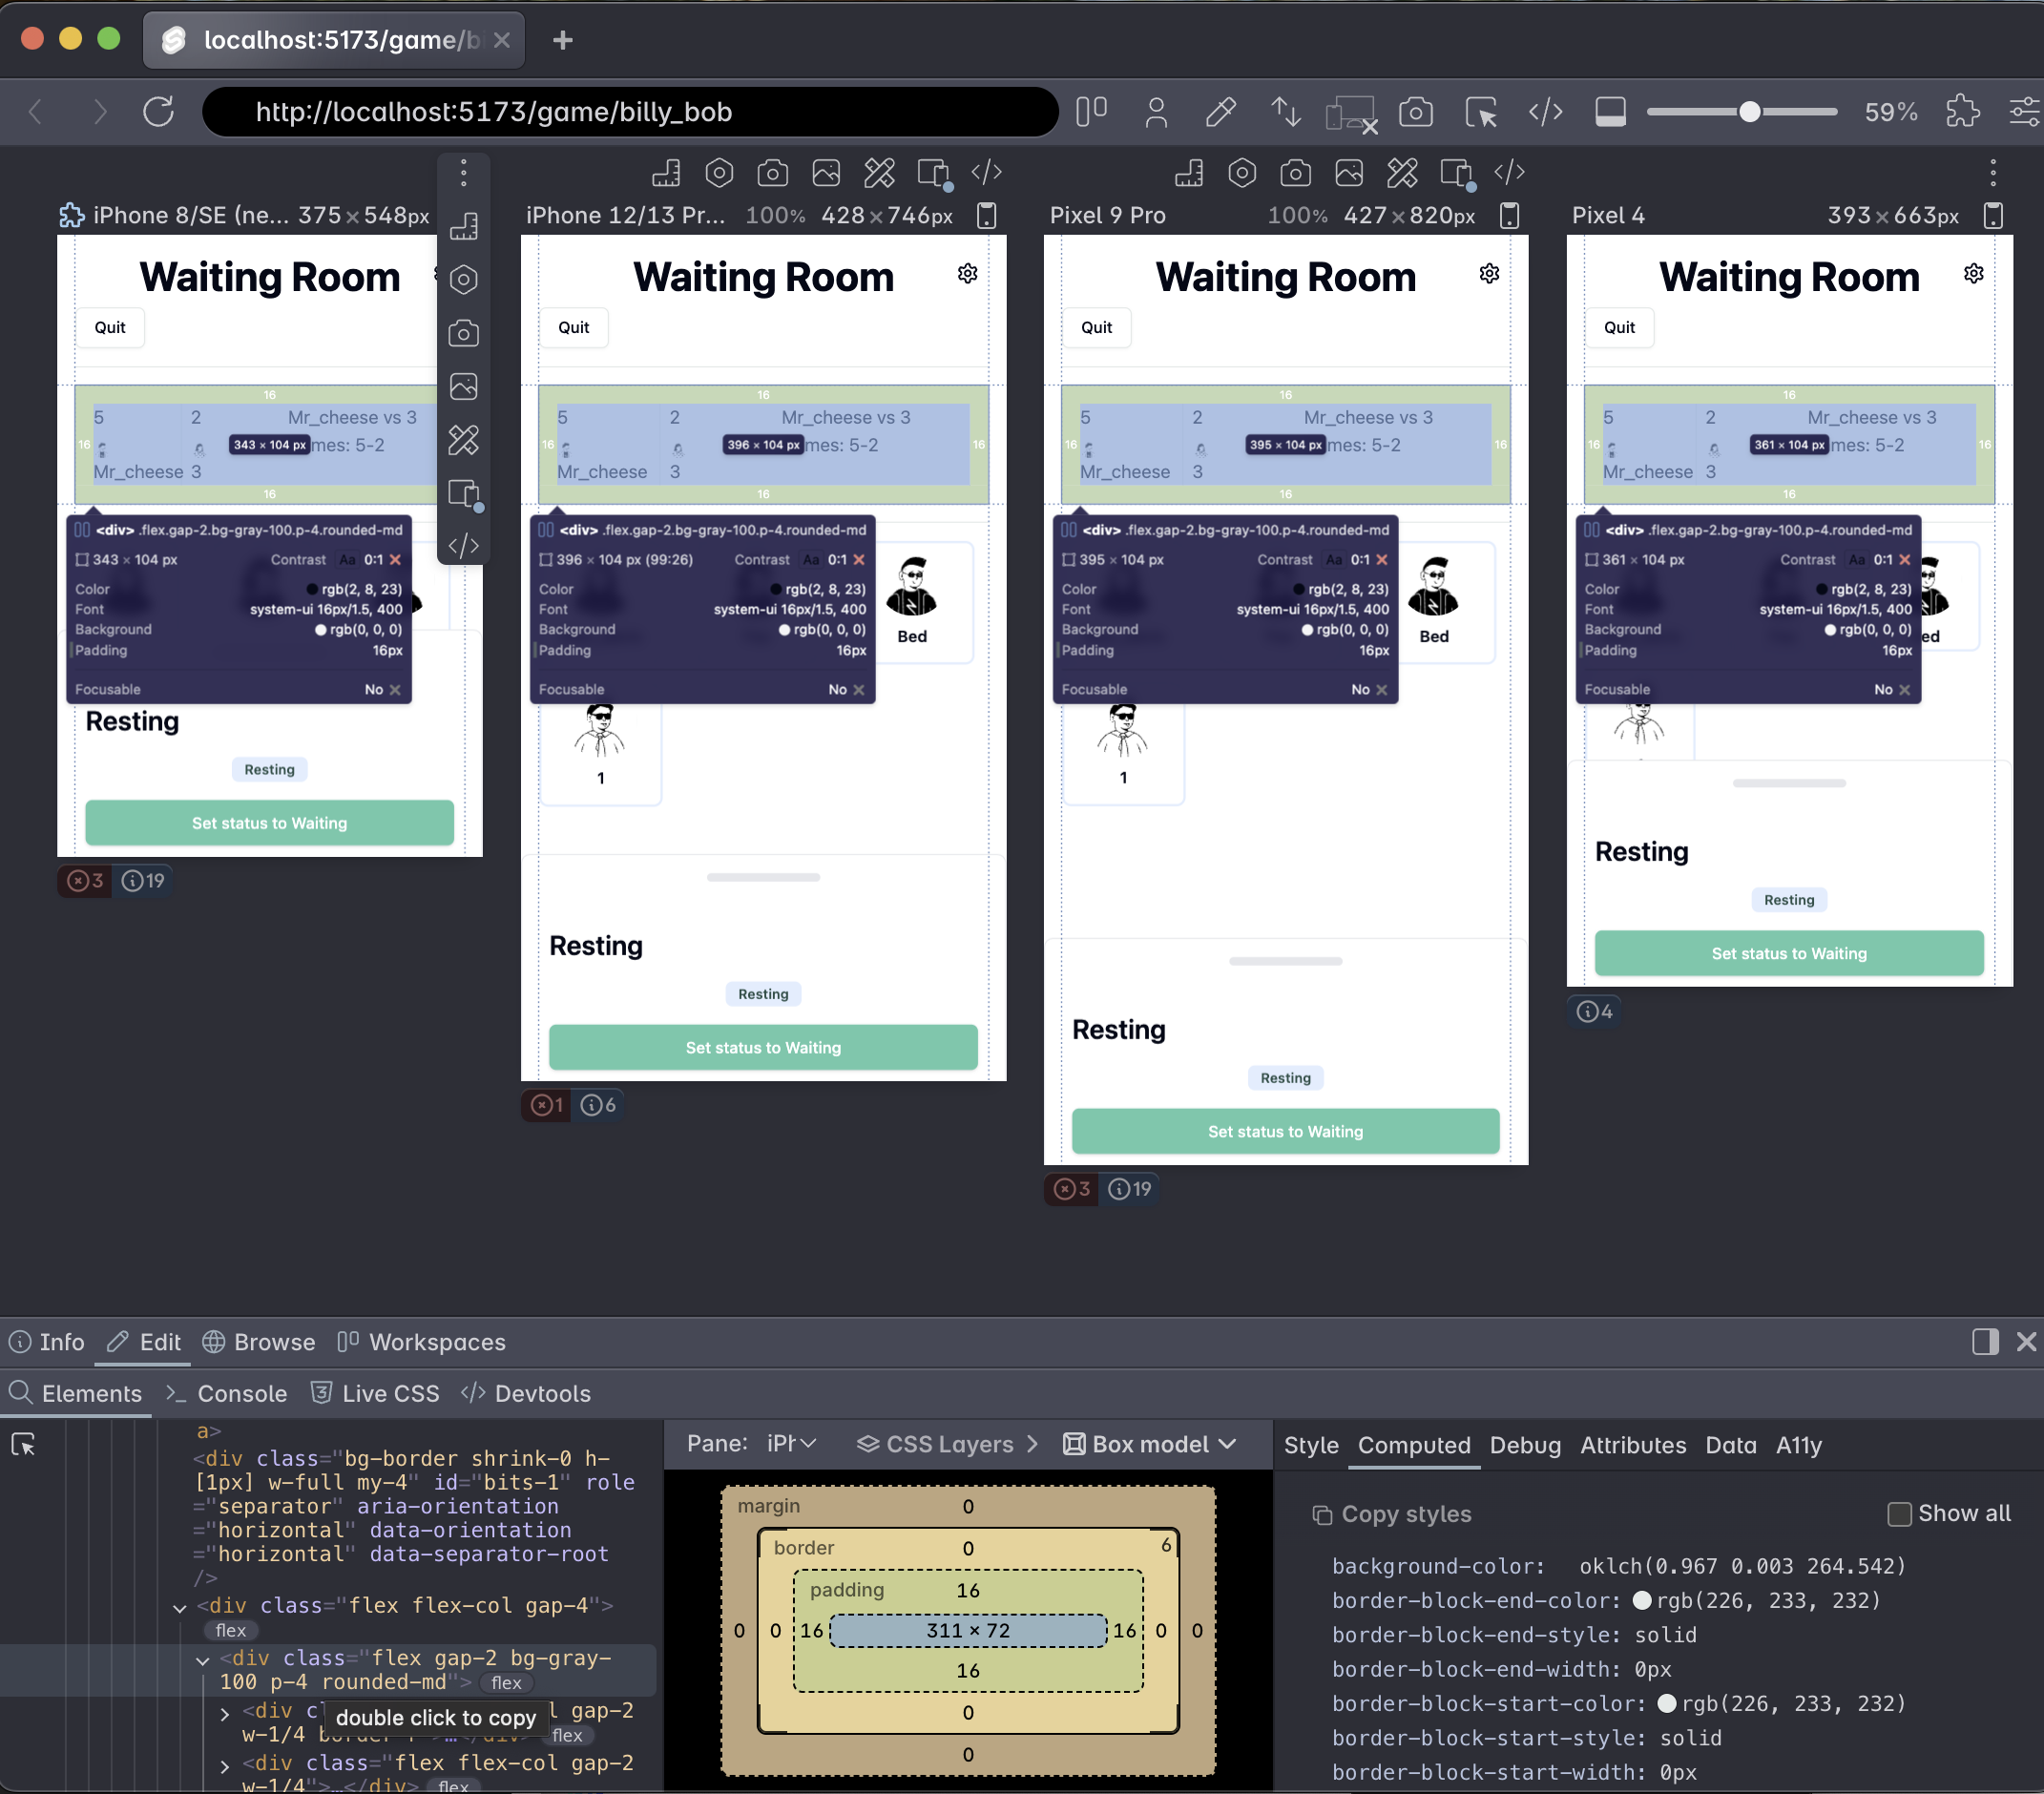 localhost:5173/game/bi
http://localhost:5173/game/billy_bob
59%
iPhone 8/SE (ne... 375×548px
iPhone 12/13 Pr... 100% 428×746px
Pixel 9 Pro 100% 427×820px
Pixel 4 393×663px
Waiting Room
Quit
16
5 2 Mr_cheese vs 3
16 343 × 104 px mes: 5-2
Mr_cheese 3
16
<div> .flex.gap-2.bg-gray-100.p-4.rounded-md
343 × 104 px Contrast Aa 0:1
Color rgb(2, 8, 23)
Font system-ui 16px/1.5, 400
Background rgb(0, 0, 0)
Padding 16px
Focusable No
Resting
Resting
Set status to Waiting
3 19
Waiting Room
Quit
16
5 2 Mr_cheese vs 3
16 396 × 104 px mes: 5-2 16
Mr_cheese 3
16
<div> .flex.gap-2.bg-gray-100.p-4.rounded-md
396 × 104 px (99:26) Contrast Aa 0:1
Color rgb(2, 8, 23)
Font system-ui 16px/1.5, 400
Background rgb(0, 0, 0)
Padding 16px
Focusable No
Bed
1
Resting
Resting
Set status to Waiting
1 6
Waiting Room
Quit
16
5 2 Mr_cheese vs 3
16 395 × 104 px mes: 5-2 16
Mr_cheese 3
16
<div> .flex.gap-2.bg-gray-100.p-4.rounded-md
395 × 104 px Contrast Aa 0:1
Color rgb(2, 8, 23)
Font system-ui 16px/1.5, 400
Background rgb(0, 0, 0)
Padding 16px
Focusable No
Bed
1
Resting
Resting
Set status to Waiting
3 19
Waiting Room
Quit
16
5 2 Mr_cheese vs 3
16 361 × 104 px mes: 5-2 16
Mr_cheese 3
16
<div> .flex.gap-2.bg-gray-100.p-4.rounded-md
361 × 104 px Contrast Aa 0:1
Color rgb(2, 8, 23)
Font system-ui 16px/1.5, 400
Background rgb(0, 0, 0)
Padding 16px
Focusable No
ed
Resting
Resting
Set status to Waiting
4
Info Edit Browse Workspaces
Elements Console Live CSS Devtools
a>
<div class="bg-border shrink-0 h-
[1px] w-full my-4" id="bits-1" role
="separator" aria-orientation
="horizontal" data-orientation
="horizontal" data-separator-root
/>
<div class="flex flex-col gap-4">
flex
<div class="flex gap-2 bg-gray-
100 p-4 rounded-md"> flex
<div cl l gap-2
double click to copy
w-1/4 border-r">…</div> flex
<div class="flex flex-col gap-2
w-1/4">…</div> flex
Pane: iPh CSS Layers Box model
margin 0
border 0 6
padding 16
0 0 16 311 × 72 16 0 0
16
0
0
Style Computed Debug Attributes Data A11y
Copy styles Show all
background-color: oklch(0.967 0.003 264.542)
border-block-end-color: rgb(226, 233, 232)
border-block-end-style: solid
border-block-end-width: 0px
border-block-start-color: rgb(226, 233, 232)
border-block-start-style: solid
border-block-start-width: 0px